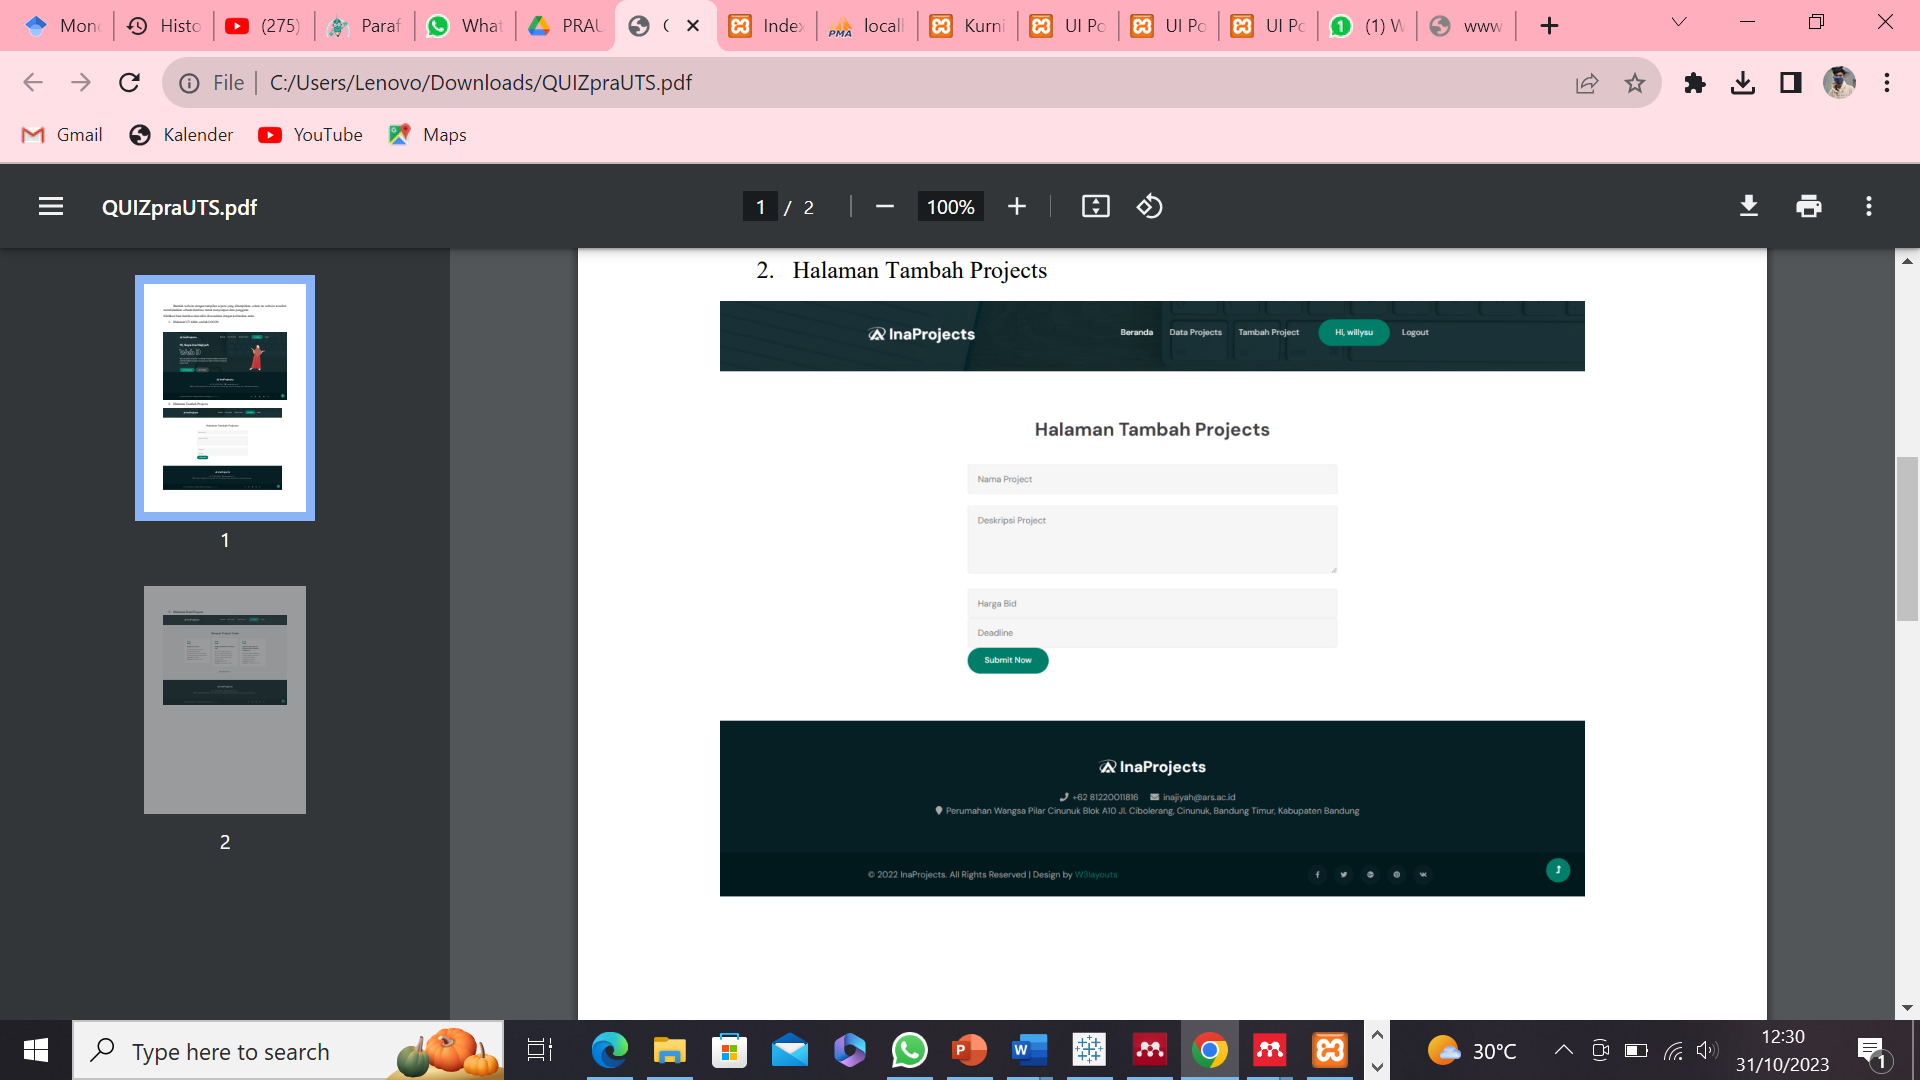 Mon
Histo
(275)
Paraf
What
PRAU
Index
PMA
locall
Kurni
UI Po
UI Po
UI Po
(1) W
www
File
C:/Users/Lenovo/Downloads/QUIZpraUTS.pdf
Gmail
Kalender
YouTube
Maps
QUIZpraUTS.pdf
1 / 2
100%
1
2
2. Halaman Tambah Projects
InaProjects
Beranda
Data Projects
Tambah Project
Hi, willysu
Logout
Halaman Tambah Projects
Nama Project
Deskripsi Project
Harga Bid
Deadline
Submit Now
InaProjects
+62 81220011816 inajiyah@ars.ac.id
Perumahan Wangsa Pilar Cinunuk Blok A10 Jl. Cibolerang, Cinunuk, Bandung Timur, Kabupaten Bandung
© 2022 InaProjects. All Rights Reserved | Design by W3layouts
Type here to search
30°C
12:30
31/10/2023
1